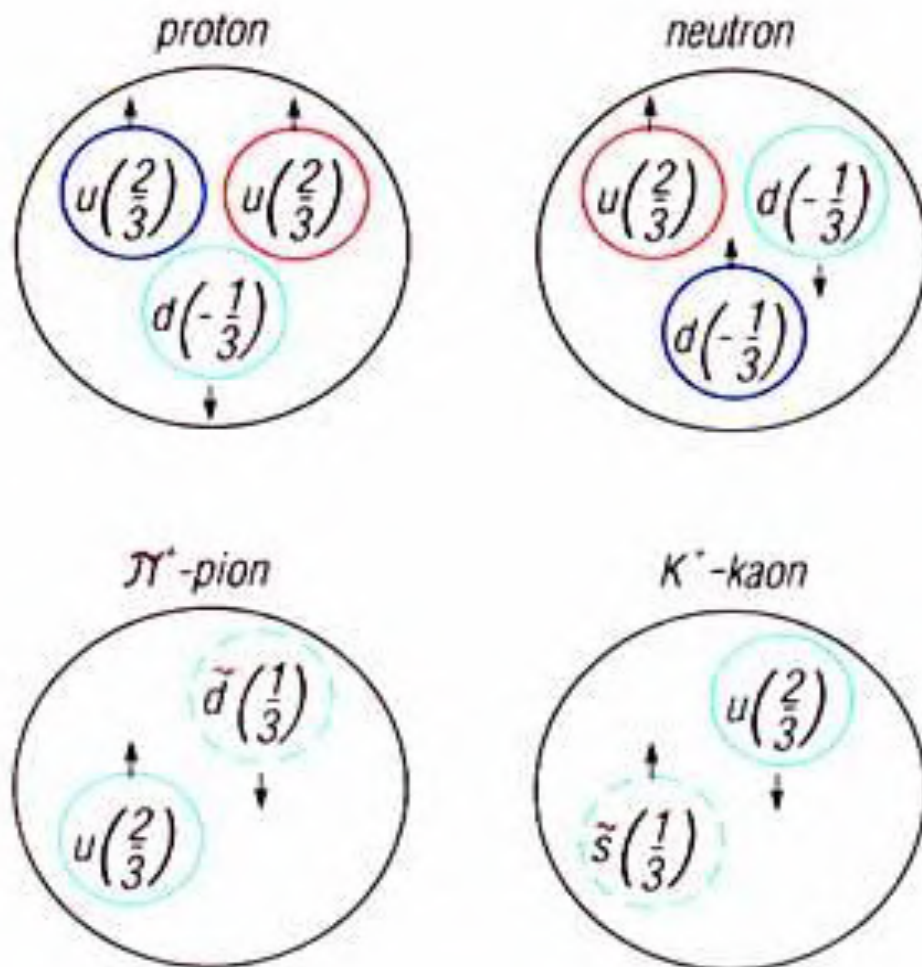 proton
u(2/3)
u(2/3)
d(-1/3)
neutron
u(2/3)
d(-1/3)
d(-1/3)
π⁺-pion
d̃(1/3)
u(2/3)
K⁺-kaon
u(2/3)
s̃(1/3)